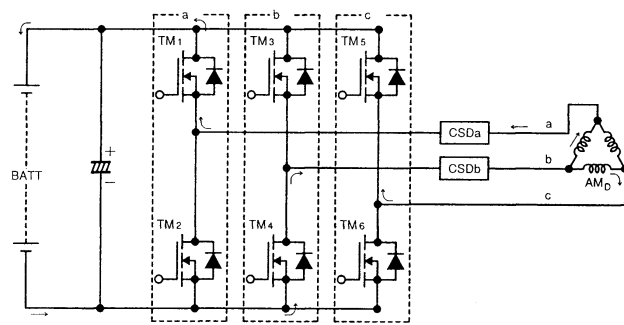 a b c
TM1 TM3 TM5
CSDa a
CSDb b
c
AMD
BATT
+
−
TM2 TM4 TM6